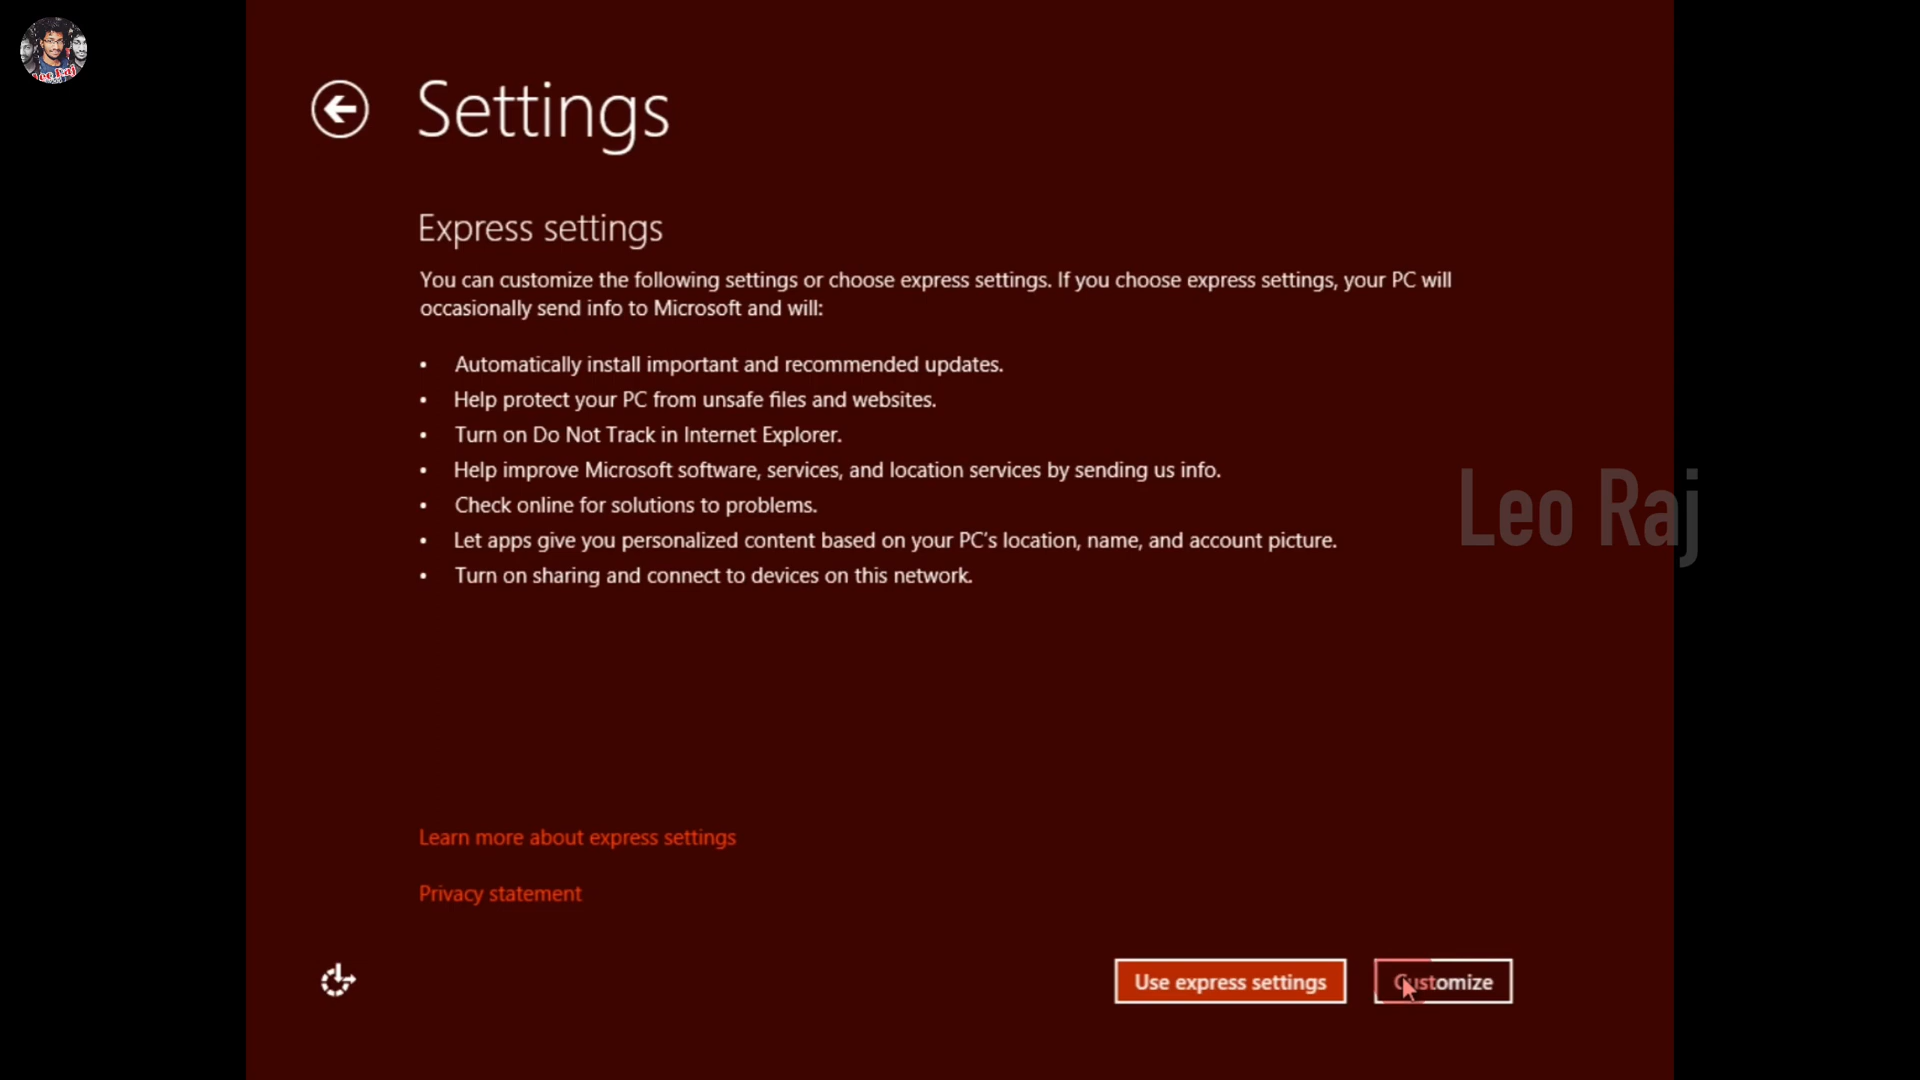 Leo Raj
Settings
Express settings
You can customize the following settings or choose express settings. If you choose express settings, your PC will
occasionally send info to Microsoft and will:
• Automatically install important and recommended updates.
• Help protect your PC from unsafe files and websites.
• Turn on Do Not Track in Internet Explorer.
• Help improve Microsoft software, services, and location services by sending us info.
• Check online for solutions to problems.
• Let apps give you personalized content based on your PC's location, name, and account picture.
• Turn on sharing and connect to devices on this network.
Leo Raj
Learn more about express settings
Privacy statement
Use express settings
Customize